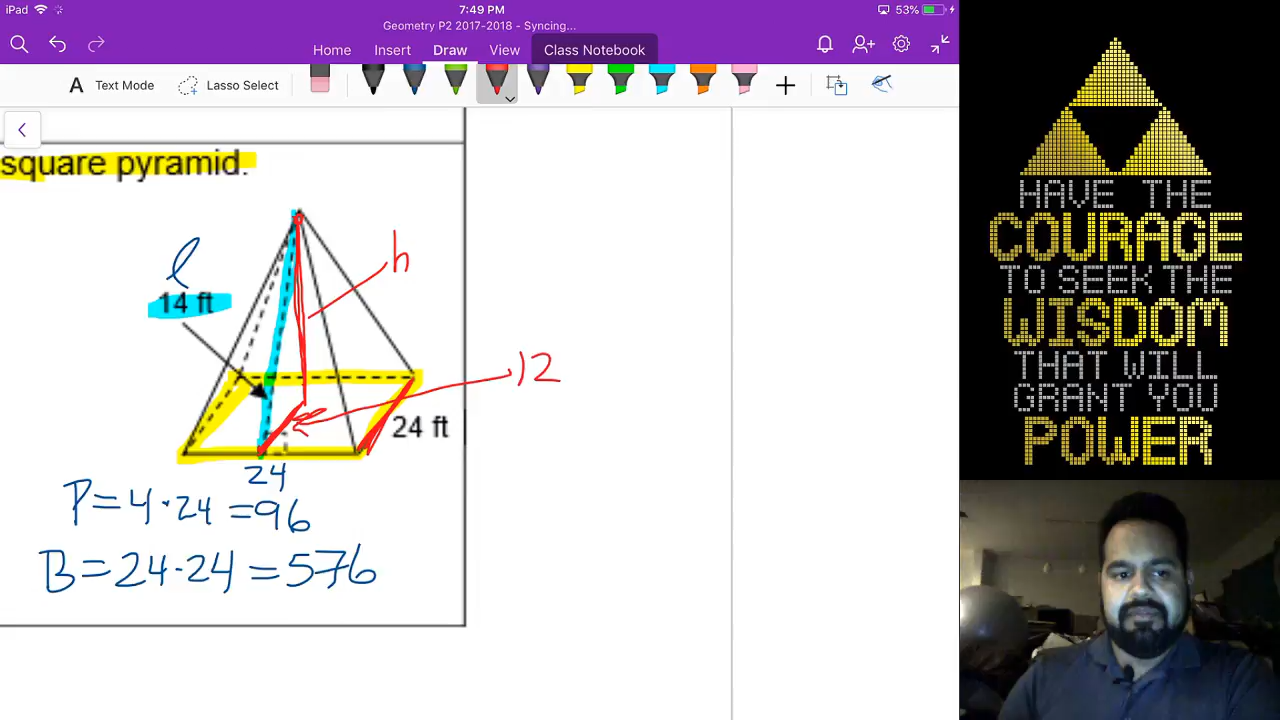 iPad 7:49 PM 53%
Geometry P2 2017-2018 - Syncing...
Home Insert Draw View Class Notebook
A Text Mode Lasso Select
square pyramid.
l
h
14 ft
12
24 ft
24
P = 4 · 24 = 96
B = 24 · 24 = 576
HAVE THE
COURAGE
TO SEEK THE
WISDOM
THAT WILL
GRANT YOU
POWER